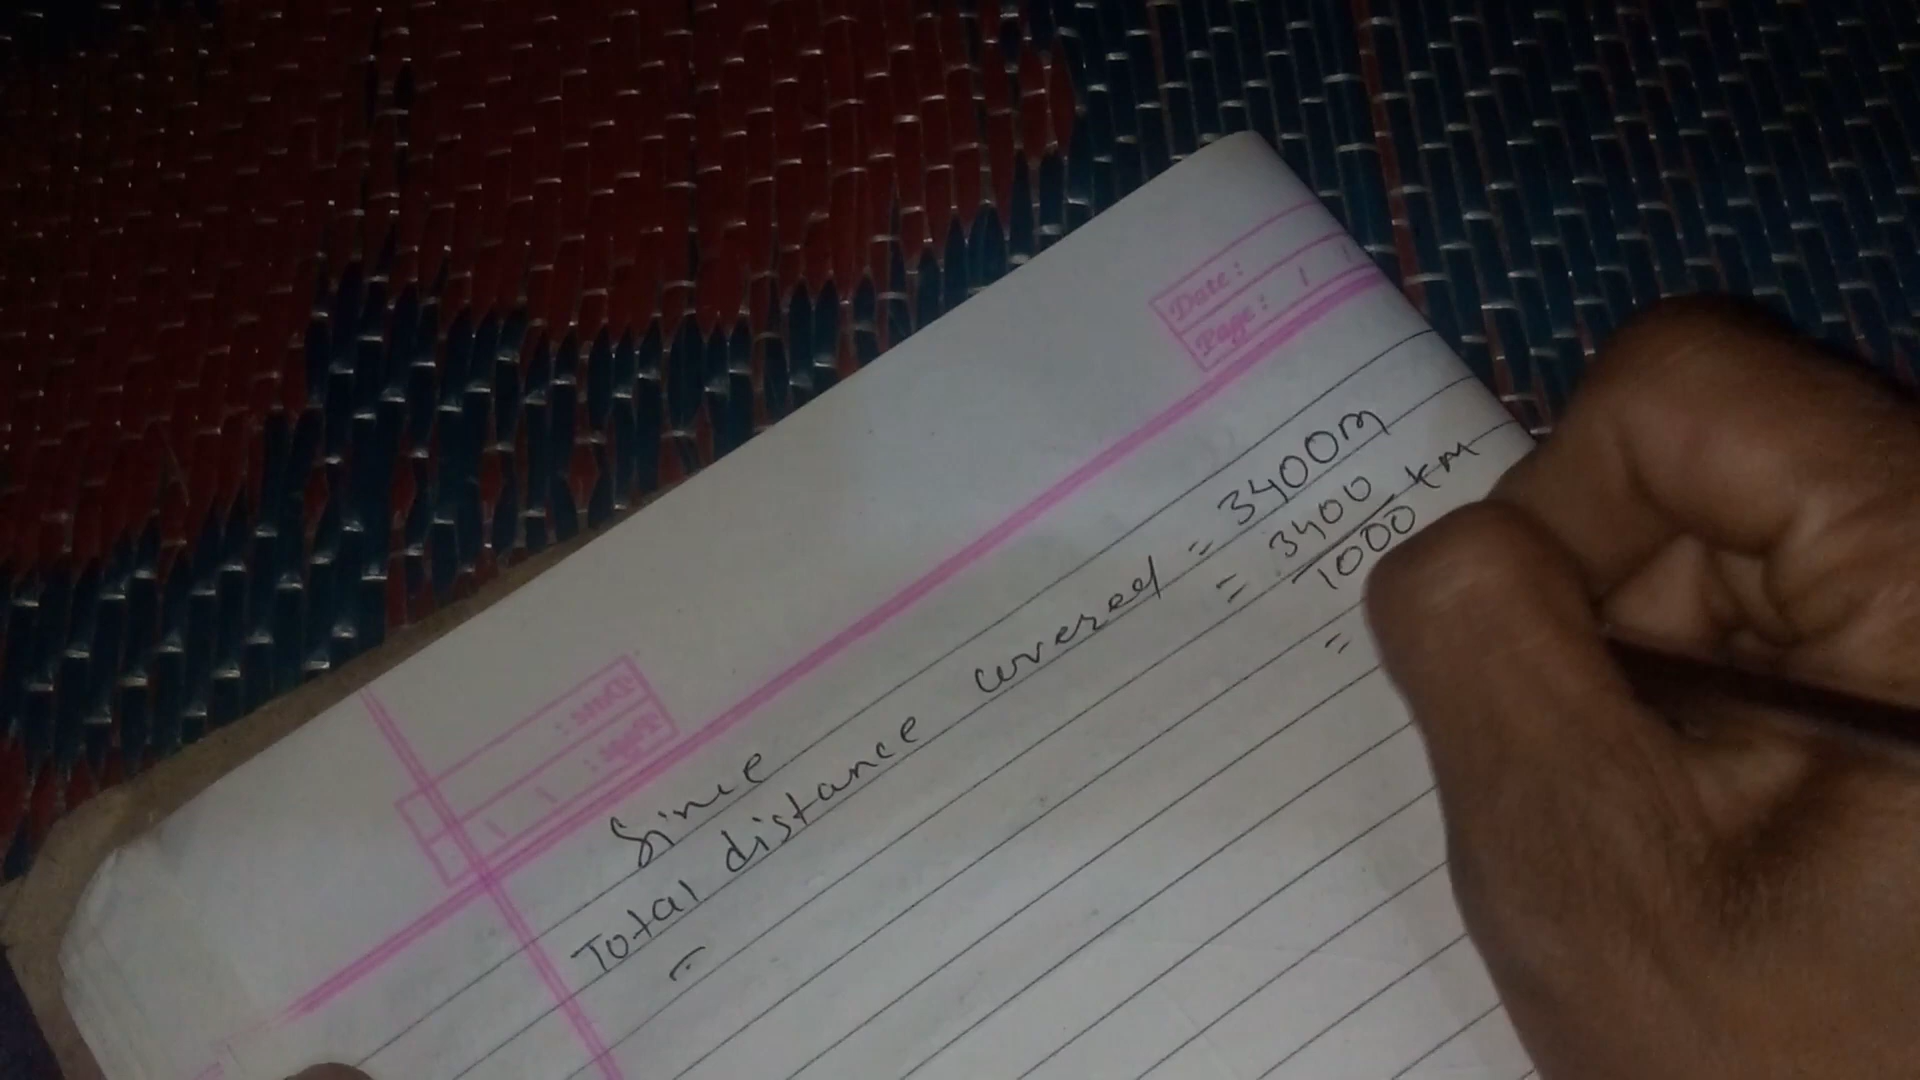 Date:
Page:
Since
Total distance covered = 3400m
= 3400/1000 km
=
=